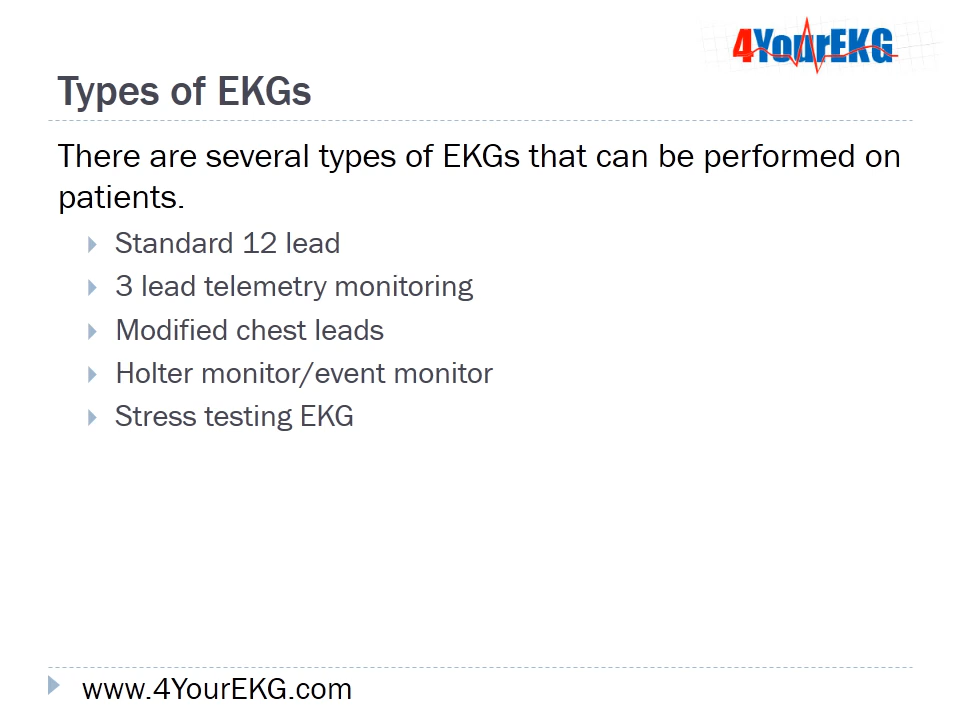 4YourEKG
Types of EKGs
There are several types of EKGs that can be performed on
patients.
Standard 12 lead
3 lead telemetry monitoring
Modified chest leads
Holter monitor/event monitor
Stress testing EKG
www.4YourEKG.com